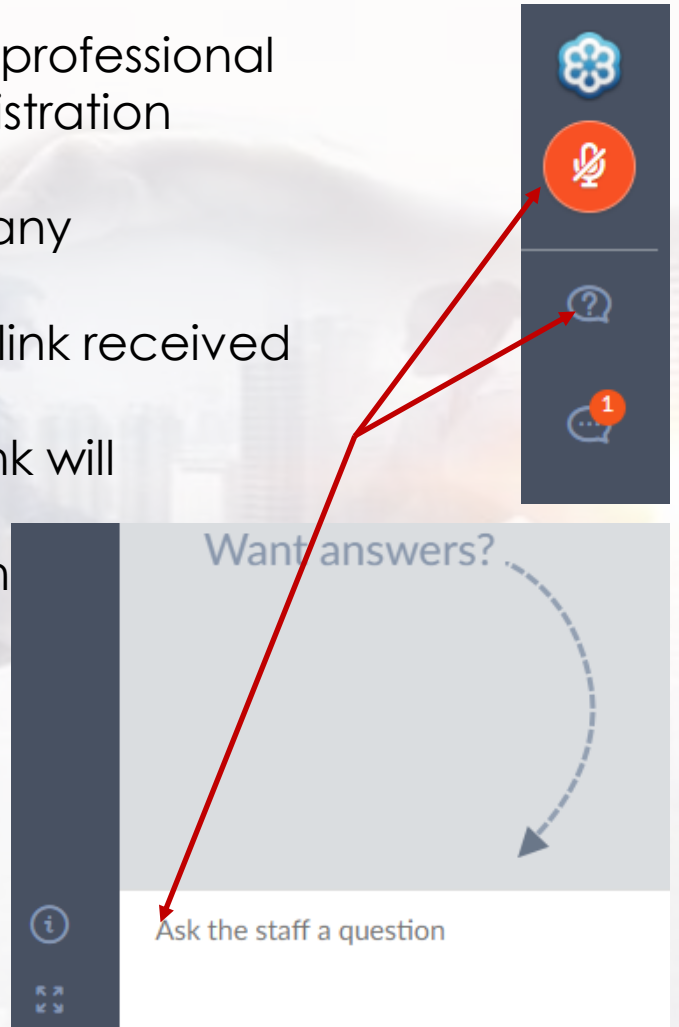 professional
istration
any
link received
nk will
n
1
Want answers?
Ask the staff a question